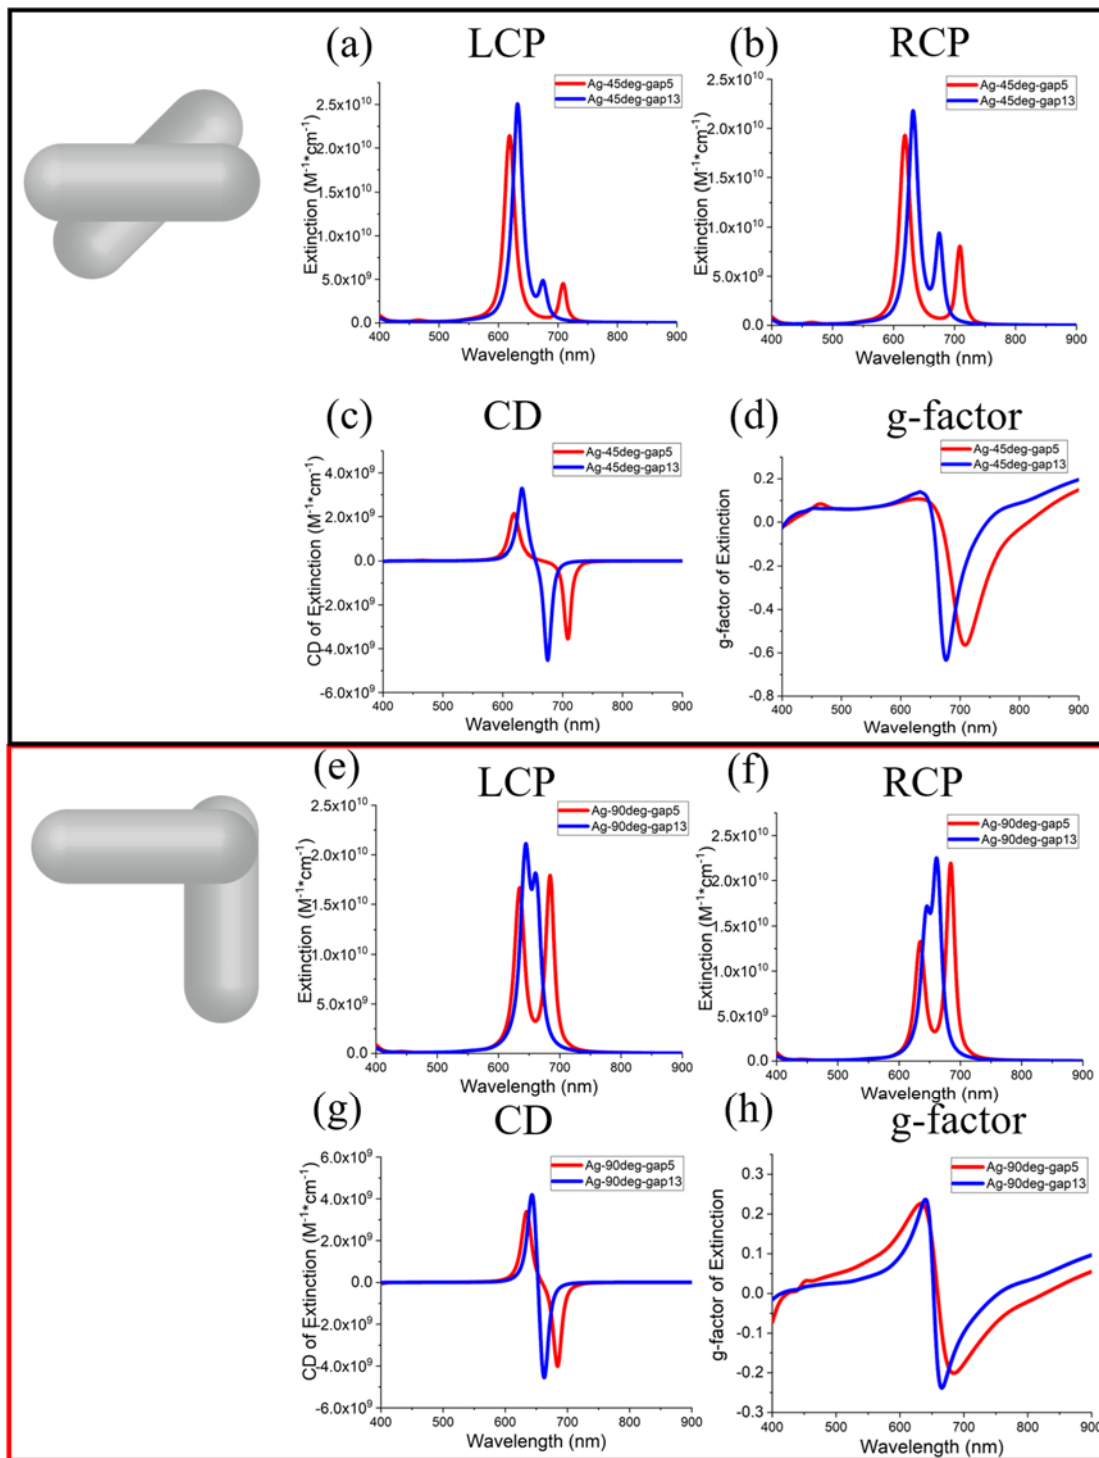 (a) LCP
Ag-45deg-gap5
Ag-45deg-gap13
Extinction (M⁻¹*cm⁻¹)
2.5x10¹⁰
2.0x10¹⁰
1.5x10¹⁰
1.0x10¹⁰
5.0x10⁹
0.0
400 500 600 700 800 900
Wavelength (nm)
(b) RCP
Ag-45deg-gap5
Ag-45deg-gap13
Extinction (M⁻¹*cm⁻¹)
2.5x10¹⁰
2.0x10¹⁰
1.5x10¹⁰
1.0x10¹⁰
5.0x10⁹
0.0
400 500 600 700 800 900
Wavelength (nm)
(c) CD
Ag-45deg-gap5
Ag-45deg-gap13
CD of Extinction (M⁻¹*cm⁻¹)
4.0x10⁹
2.0x10⁹
0.0
-2.0x10⁹
-4.0x10⁹
-6.0x10⁹
400 500 600 700 800 900
Wavelength (nm)
(d) g-factor
Ag-45deg-gap5
Ag-45deg-gap13
g-factor of Extinction
0.2
0.0
-0.2
-0.4
-0.6
-0.8
400 500 600 700 800 900
Wavelength (nm)
(e) LCP
Ag-90deg-gap5
Ag-90deg-gap13
Extinction (M⁻¹*cm⁻¹)
2.5x10¹⁰
2.0x10¹⁰
1.5x10¹⁰
1.0x10¹⁰
5.0x10⁹
0.0
400 500 600 700 800 900
Wavelength (nm)
(f) RCP
Ag-90deg-gap5
Ag-90deg-gap13
Extinction (M⁻¹*cm⁻¹)
2.5x10¹⁰
2.0x10¹⁰
1.5x10¹⁰
1.0x10¹⁰
5.0x10⁹
0.0
400 500 600 700 800 900
Wavelength (nm)
(g) CD
Ag-90deg-gap5
Ag-90deg-gap13
CD of Extinction (M⁻¹*cm⁻¹)
6.0x10⁹
4.0x10⁹
2.0x10⁹
0.0
-2.0x10⁹
-4.0x10⁹
-6.0x10⁹
400 500 600 700 800 900
Wavelength (nm)
(h) g-factor
Ag-90deg-gap5
Ag-90deg-gap13
g-factor of Extinction
0.3
0.2
0.1
0.0
-0.1
-0.2
-0.3
400 500 600 700 800 900
Wavelength (nm)